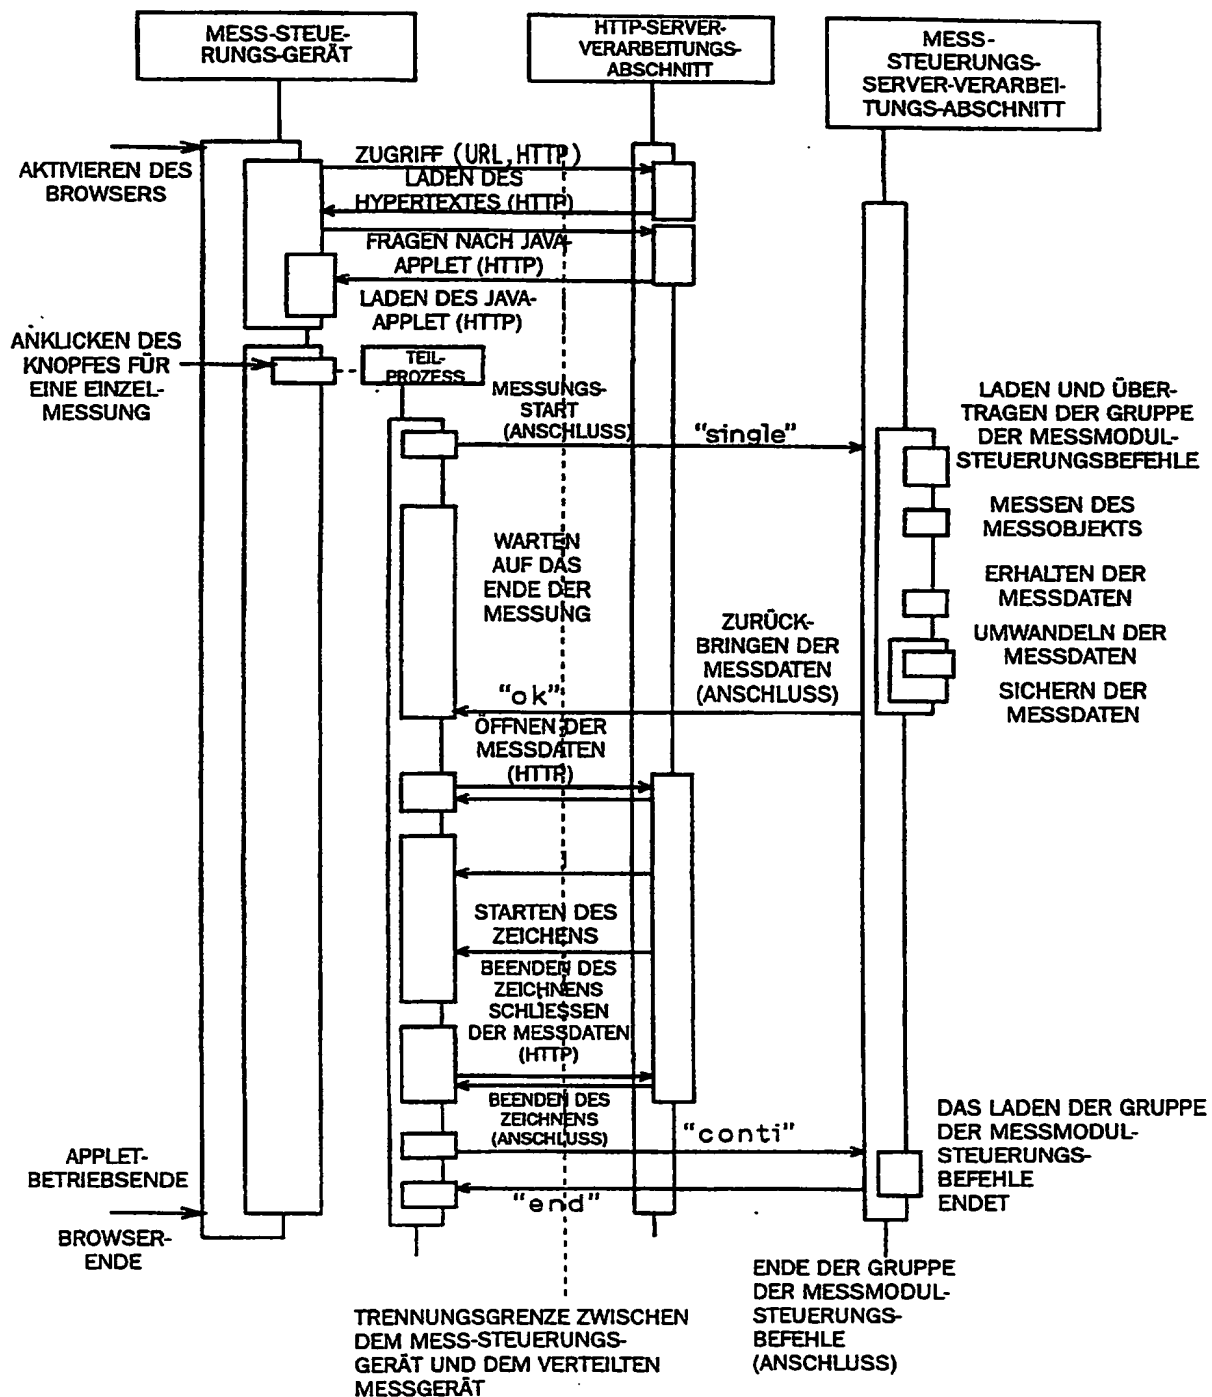 MESS-STEUE-
RUNGS-GERÄT
HTTP-SERVER-
VERARBEITUNGS-
ABSCHNITT
MESS-
STEUERUNGS-
SERVER-VERARBEI-
TUNGS-ABSCHNITT
AKTIVIEREN DES
BROWSERS
ZUGRIFF (URL,HTTP)
LADEN DES
HYPERTEXTES (HTTP)
FRAGEN NACH JAVA-
APPLET (HTTP)
LADEN DES JAVA-
APPLET (HTTP)
ANKLICKEN DES
KNOPFES FÜR
EINE EINZEL-
MESSUNG
TEIL-
PROZESS
MESSUNGS-
START
(ANSCHLUSS)
"single"
LADEN UND ÜBER-
TRAGEN DER GRUPPE
DER MESSMODUL-
STEUERUNGSBEFEHLE
MESSEN DES
MESSOBJEKTS
WARTEN
AUF DAS
ENDE DER
MESSUNG
ERHALTEN DER
MESSDATEN
ZURÜCK-
BRINGEN DER
MESSDATEN
(ANSCHLUSS)
UMWANDELN DER
MESSDATEN
SICHERN DER
MESSDATEN
"ok"
ÖFFNEN DER
MESSDATEN
(HTTP)
STARTEN DES
ZEICHENS
BEENDEN DES
ZEICHNENS
SCHLIESSEN
DER MESSDATEN
(HTTP)
BEENDEN DES
ZEICHNENS
(ANSCHLUSS)
"conti"
DAS LADEN DER GRUPPE
DER MESSMODUL-
STEUERUNGS-
BEFEHLE
ENDET
APPLET-
BETRIEBSENDE
"end"
BROWSER-
ENDE
ENDE DER GRUPPE
DER MESSMODUL-
STEUERUNGS-
BEFEHLE
(ANSCHLUSS)
TRENNUNGSGRENZE ZWISCHEN
DEM MESS-STEUERUNGS-
GERÄT UND DEM VERTEILTEN
MESSGERÄT